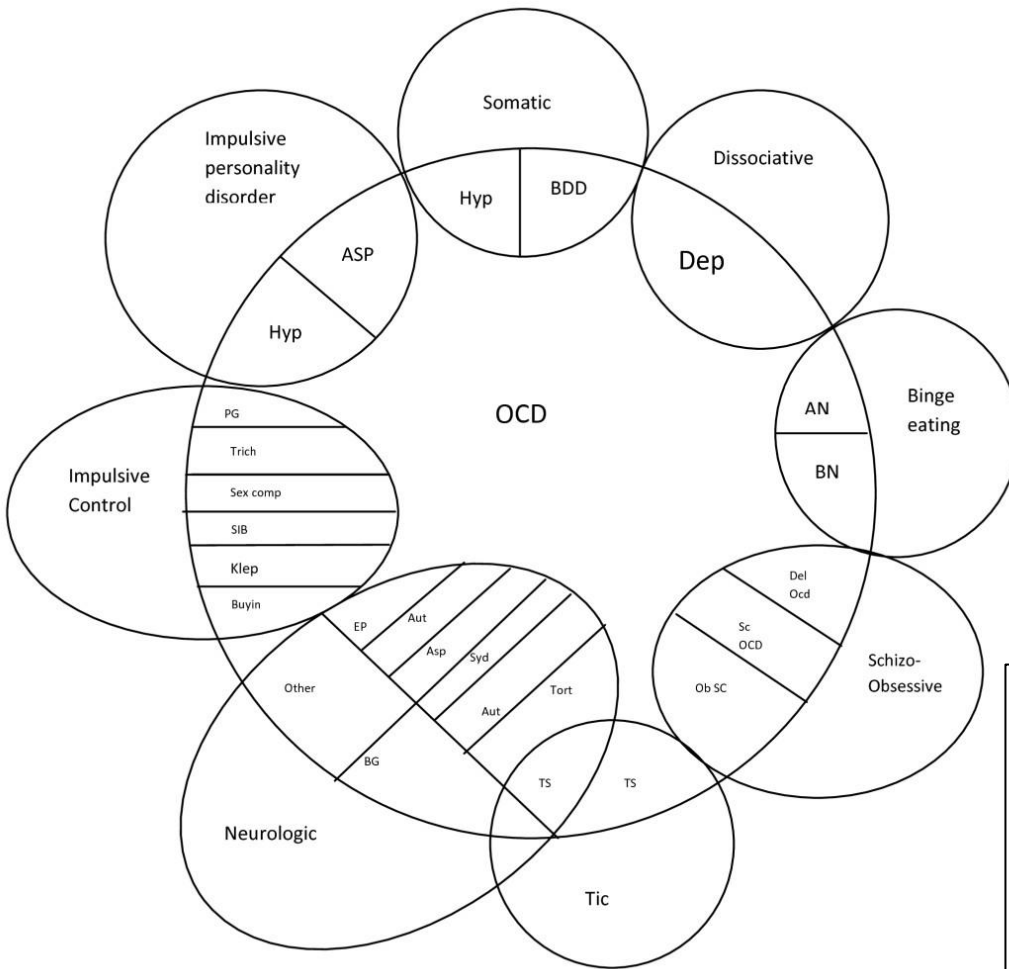 Somatic
Hyp
BDD
Impulsive
personality
disorder
ASP
Hyp
Dissociative
Dep
OCD
Binge
eating
AN
BN
Impulsive
Control
PG
Trich
Sex comp
SIB
Klep
Buyin
Del
Ocd
Sc
OCD
Ob SC
Schizo-
Obsessive
EP
Aut
Asp
Syd
Aut
Tort
Other
BG
Neurologic
TS
TS
Tic